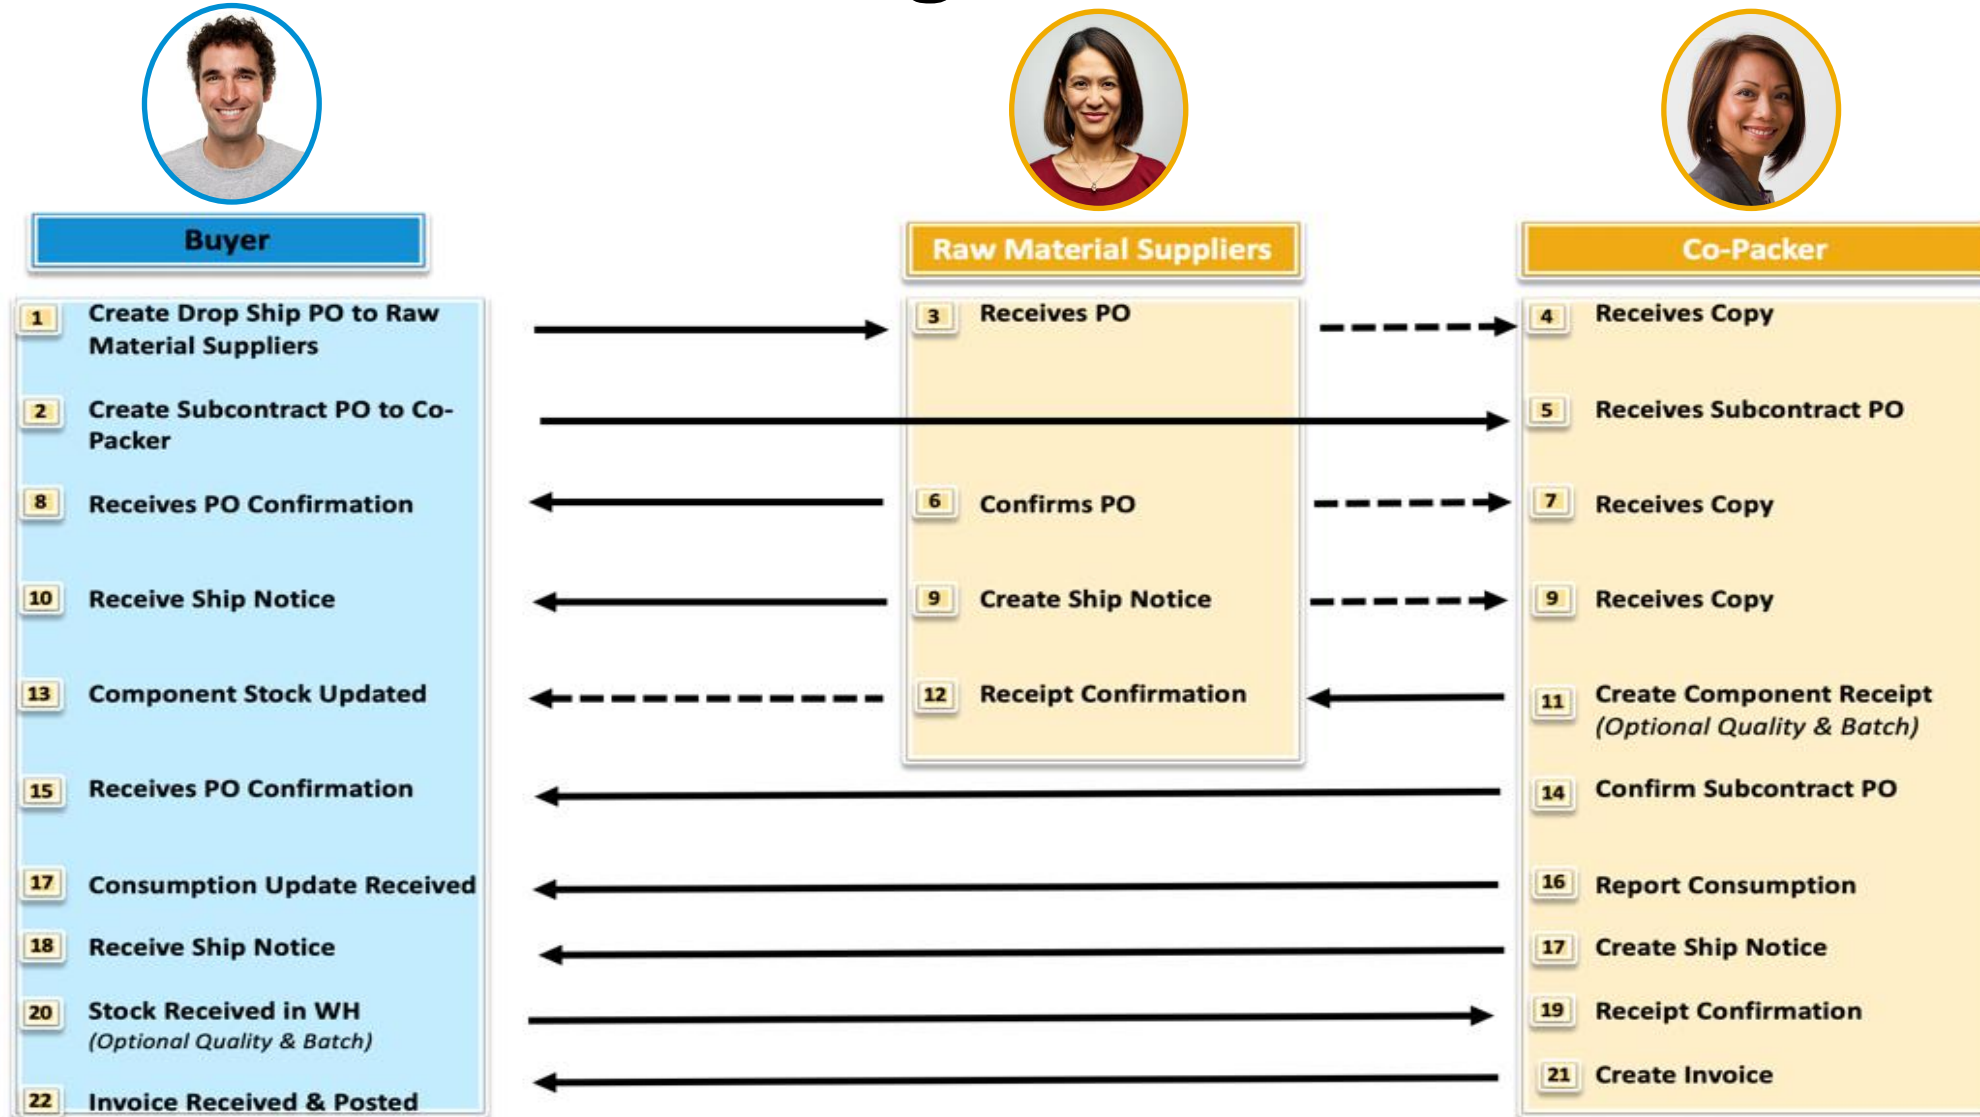 Buyer
Raw Material Suppliers
Co-Packer
1 Create Drop Ship PO to Raw
Material Suppliers
3 Receives PO
4 Receives Copy
2 Create Subcontract PO to Co-
Packer
5 Receives Subcontract PO
8 Receives PO Confirmation
6 Confirms PO
7 Receives Copy
10 Receive Ship Notice
9 Create Ship Notice
9 Receives Copy
13 Component Stock Updated
12 Receipt Confirmation
11 Create Component Receipt
(Optional Quality & Batch)
15 Receives PO Confirmation
14 Confirm Subcontract PO
17 Consumption Update Received
16 Report Consumption
18 Receive Ship Notice
17 Create Ship Notice
20 Stock Received in WH
(Optional Quality & Batch)
19 Receipt Confirmation
21 Create Invoice
22 Invoice Received & Posted